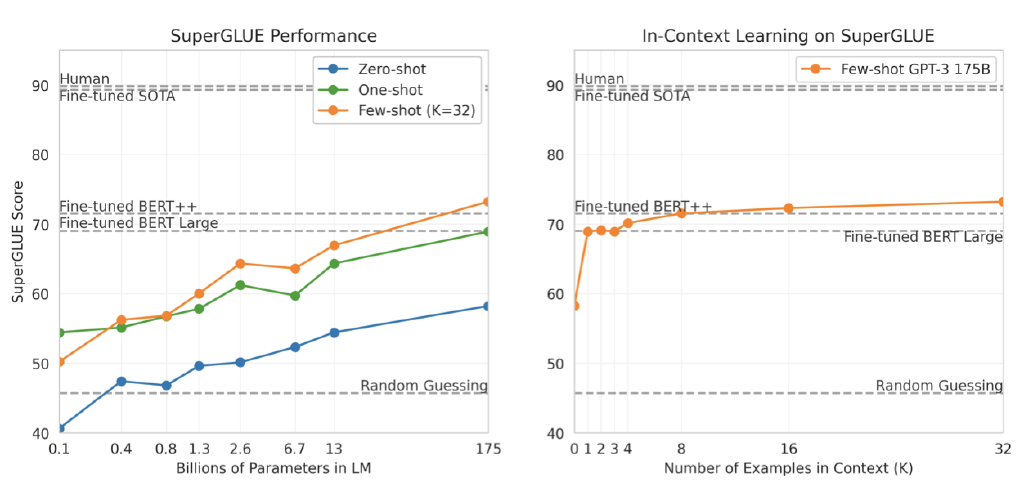 SuperGLUE Performance
Zero-shot
One-shot
Few-shot (K=32)
Human
Fine-tuned SOTA
Fine-tuned BERT++
Fine-tuned BERT Large
Random Guessing
SuperGLUE Score
90
80
70
60
50
40
0.1 0.4 0.8 1.3 2.6 6.7 13 175
Billions of Parameters in LM
In-Context Learning on SuperGLUE
Few-shot GPT-3 175B
Human
Fine-tuned SOTA
Fine-tuned BERT++
Fine-tuned BERT Large
Random Guessing
90
80
70
60
50
40
0 1 2 3 4 8 16 32
Number of Examples in Context (K)